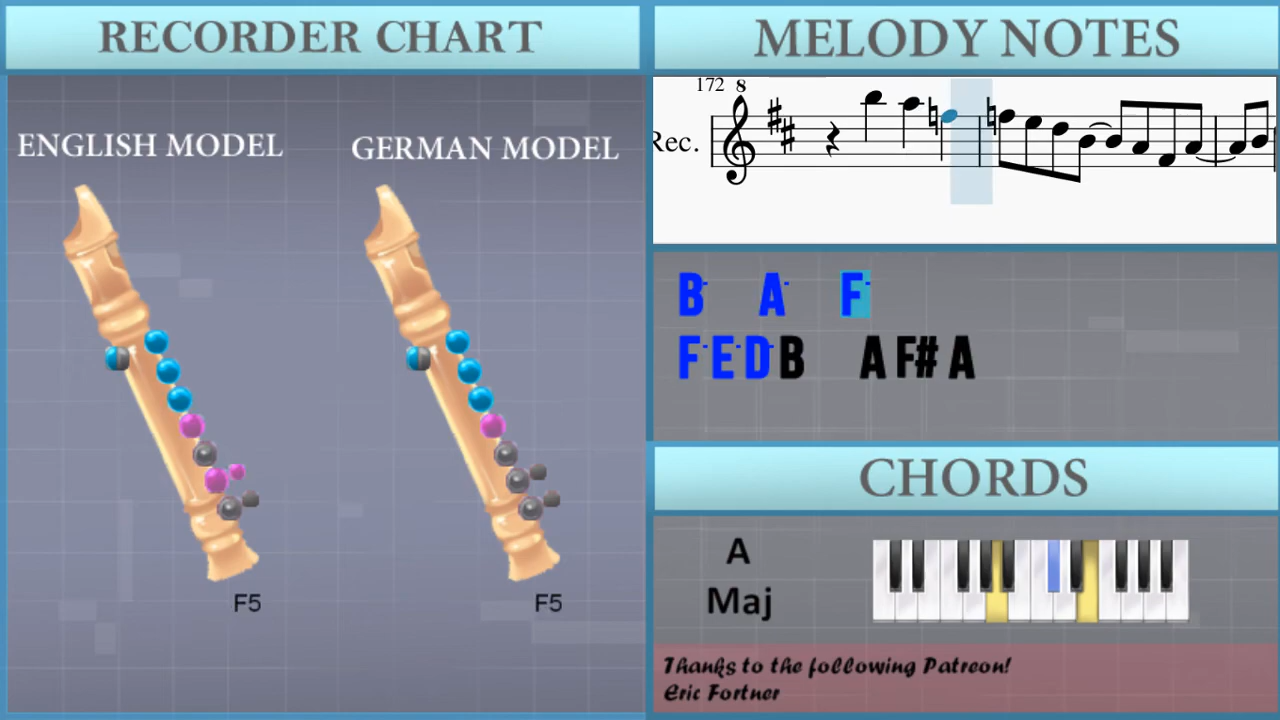 RECORDER CHART
ENGLISH MODEL
GERMAN MODEL
F5
F5
MELODY NOTES
172
8
Rec.
B A F
F E D B A F# A
CHORDS
A
Maj
Thanks to the following Patreon!
Eric Fortner